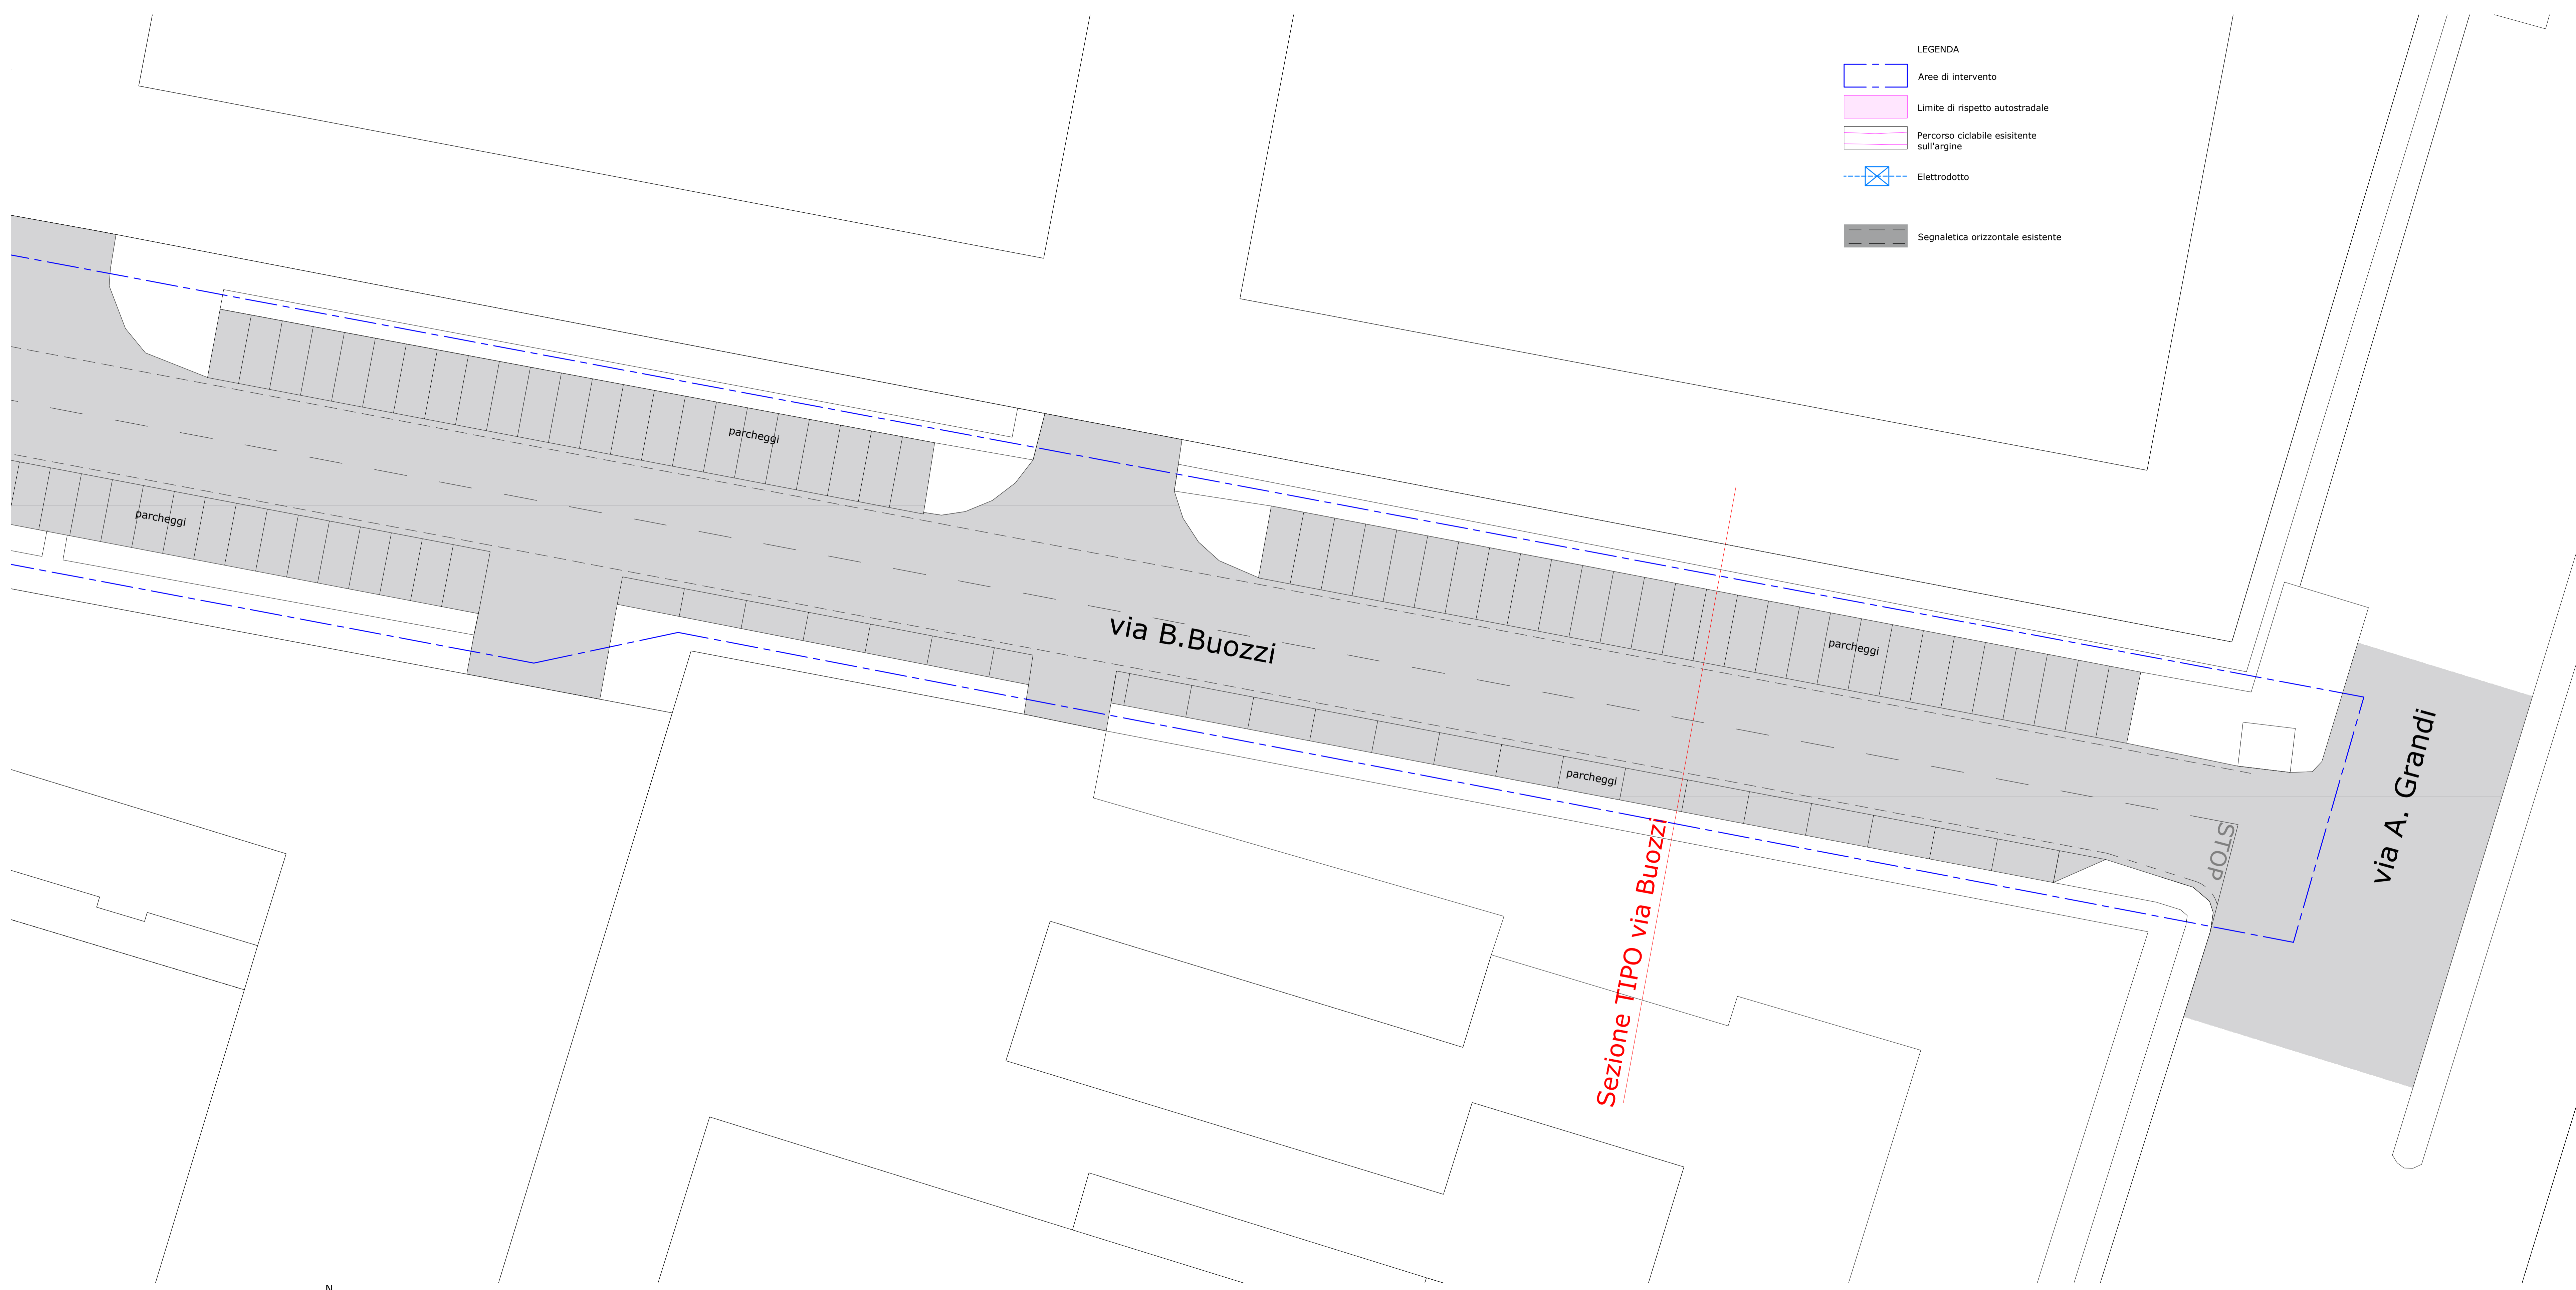 LEGENDA
Aree di intervento
Limite di rispetto autostradale
Percorso ciclabile esisitente
sull'argine
Elettrodotto
Segnaletica orizzontale esistente
parcheggi
parcheggi
via B.Buozzi
parcheggi
parcheggi
via A. Grandi
STOP
Sezione TIPO via Buozzi
N